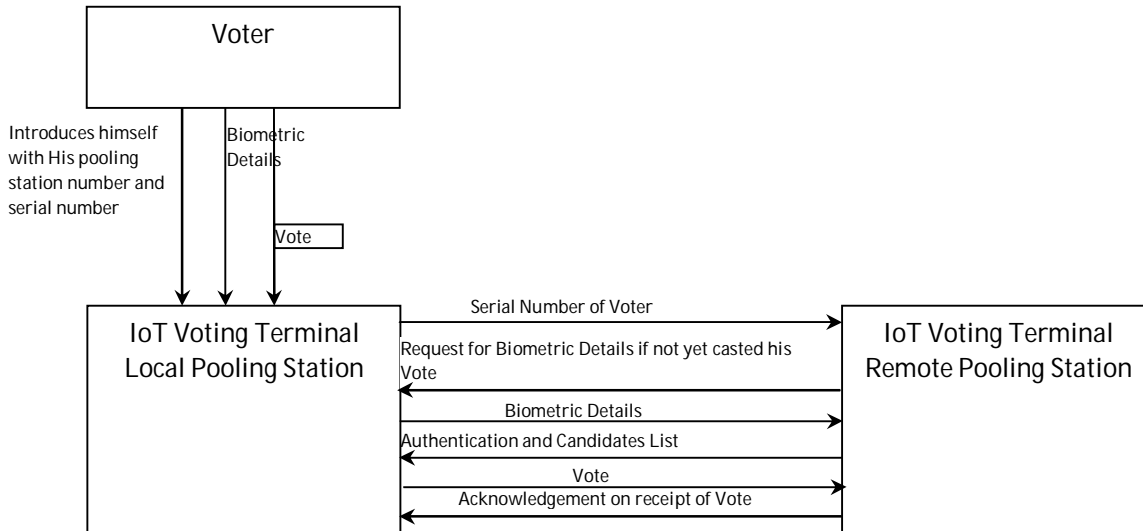 Voter
Introduces himself
with His pooling
station number and
serial number
Biometric
Details
Vote
IoT Voting Terminal
Local Pooling Station
Serial Number of Voter
Request for Biometric Details if not yet casted his
Vote
Biometric Details
Authentication and Candidates List
Vote
Acknowledgement on receipt of Vote
IoT Voting Terminal
Remote Pooling Station